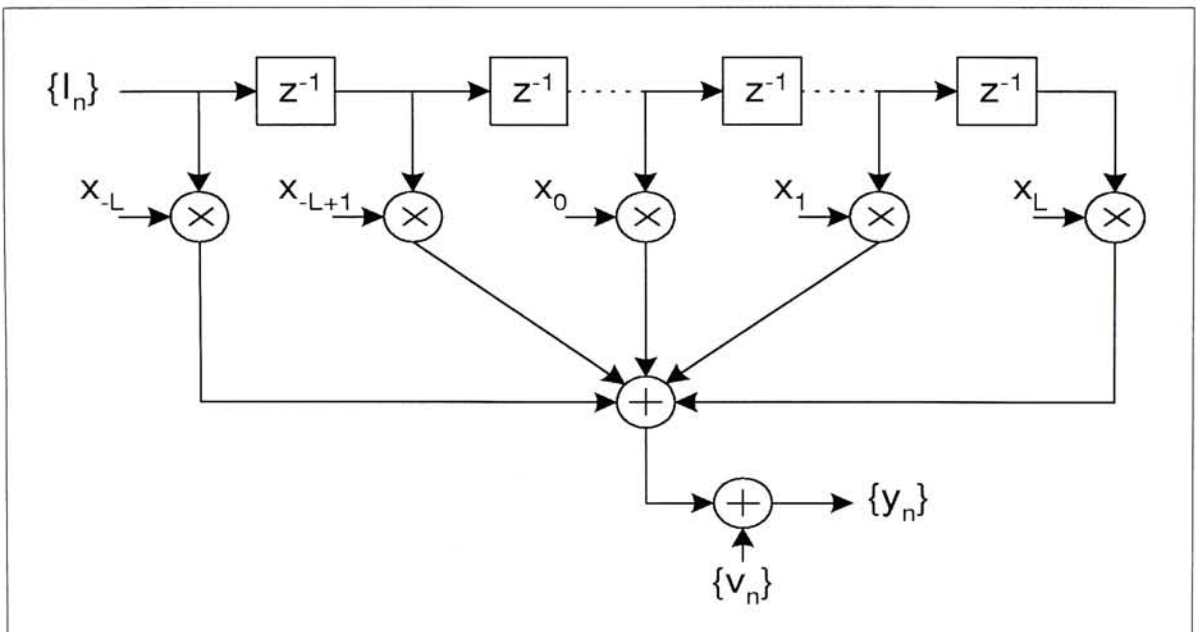 {I_n} z⁻¹ z⁻¹ z⁻¹ z⁻¹
x_-L x_-L+1 x_0 x_1 x_L
{y_n}
{v_n}